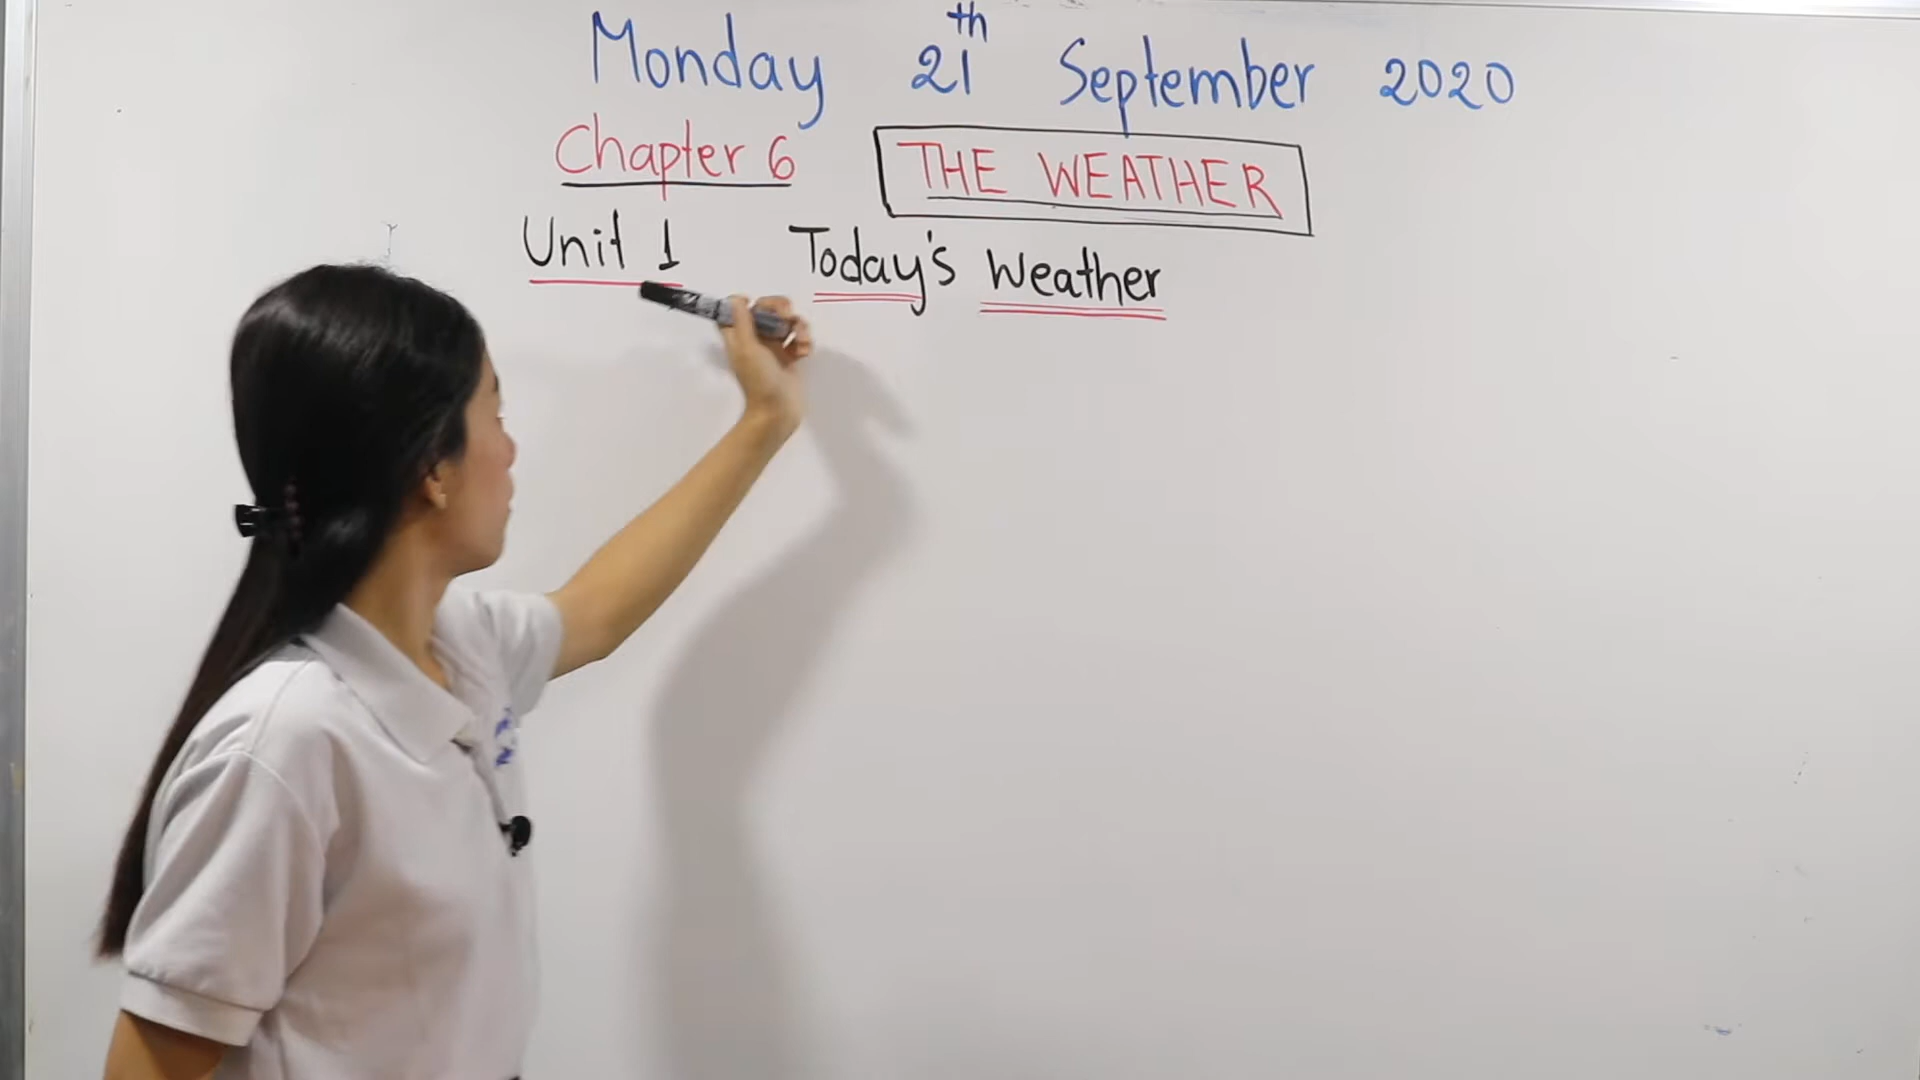 Monday 21th September 2020
Chapter 6 THE WEATHER
Unit 1 Today's Weather